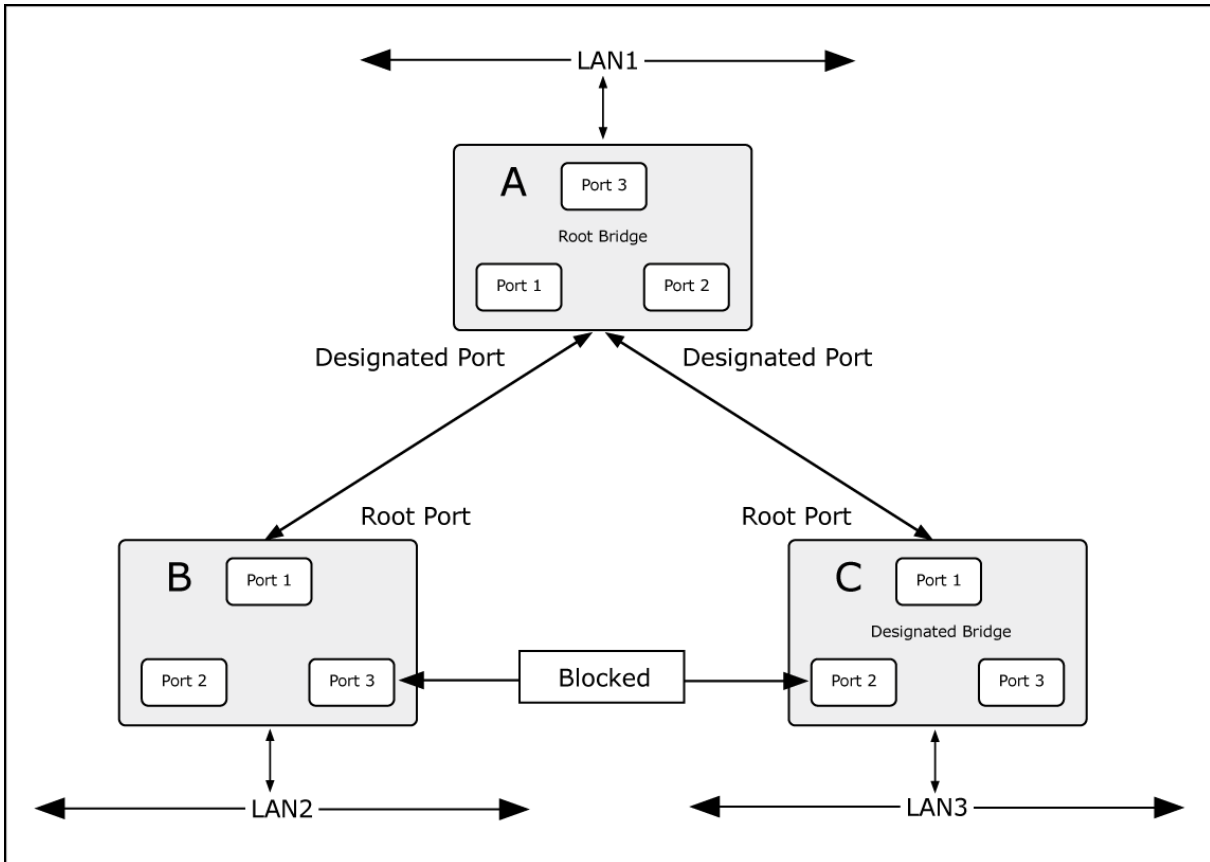 LAN1
A
Port 3
Root Bridge
Port 1
Port 2
Designated Port
Designated Port
Root Port
Root Port
B
Port 1
C
Port 1
Designated Bridge
Port 2
Port 3
Blocked
Port 2
Port 3
LAN2
LAN3